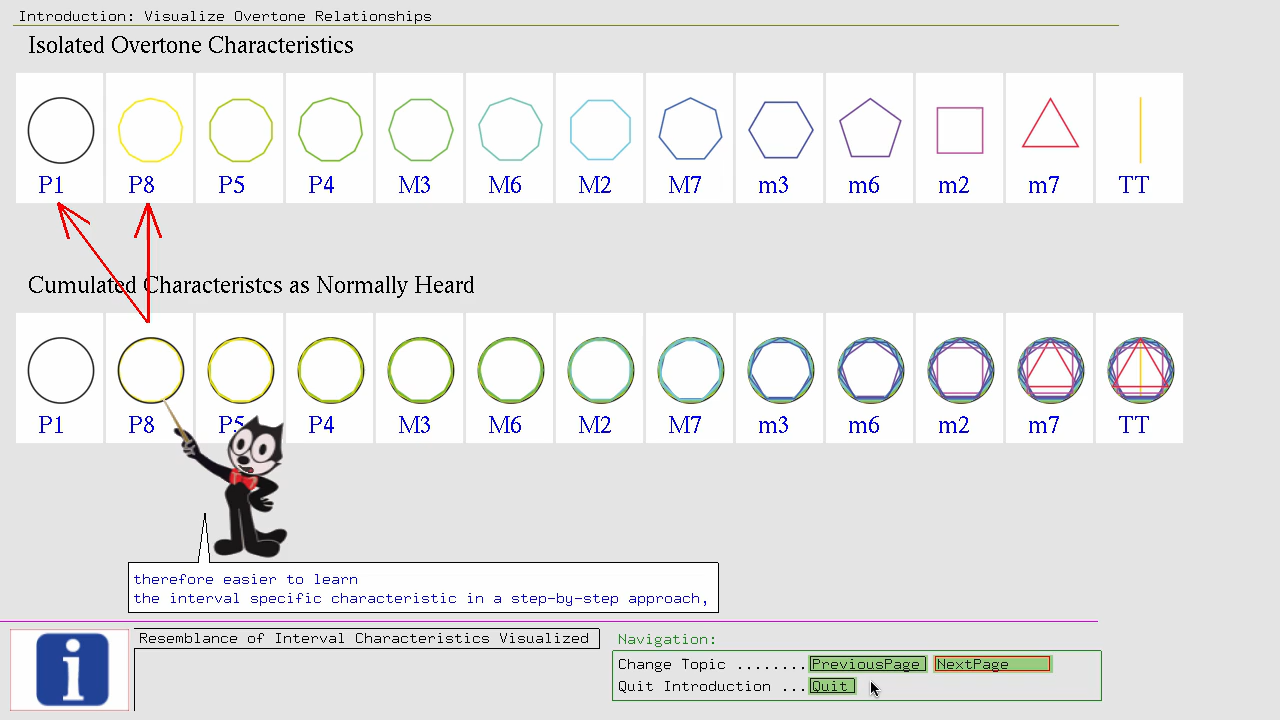 Introduction: Visualize Overtone Relationships
Isolated Overtone Characteristics
P1 P8 P5 P4 M3 M6 M2 M7 m3 m6 m2 m7 TT
Cumulated Characteristcs as Normally Heard
P1 P8 P5 P4 M3 M6 M2 M7 m3 m6 m2 m7 TT
therefore easier to learn
the interval specific characteristic in a step-by-step approach,
i
Resemblance of Interval Characteristics Visualized
Navigation:
Change Topic ........PreviousPage NextPage
Quit Introduction ...Quit